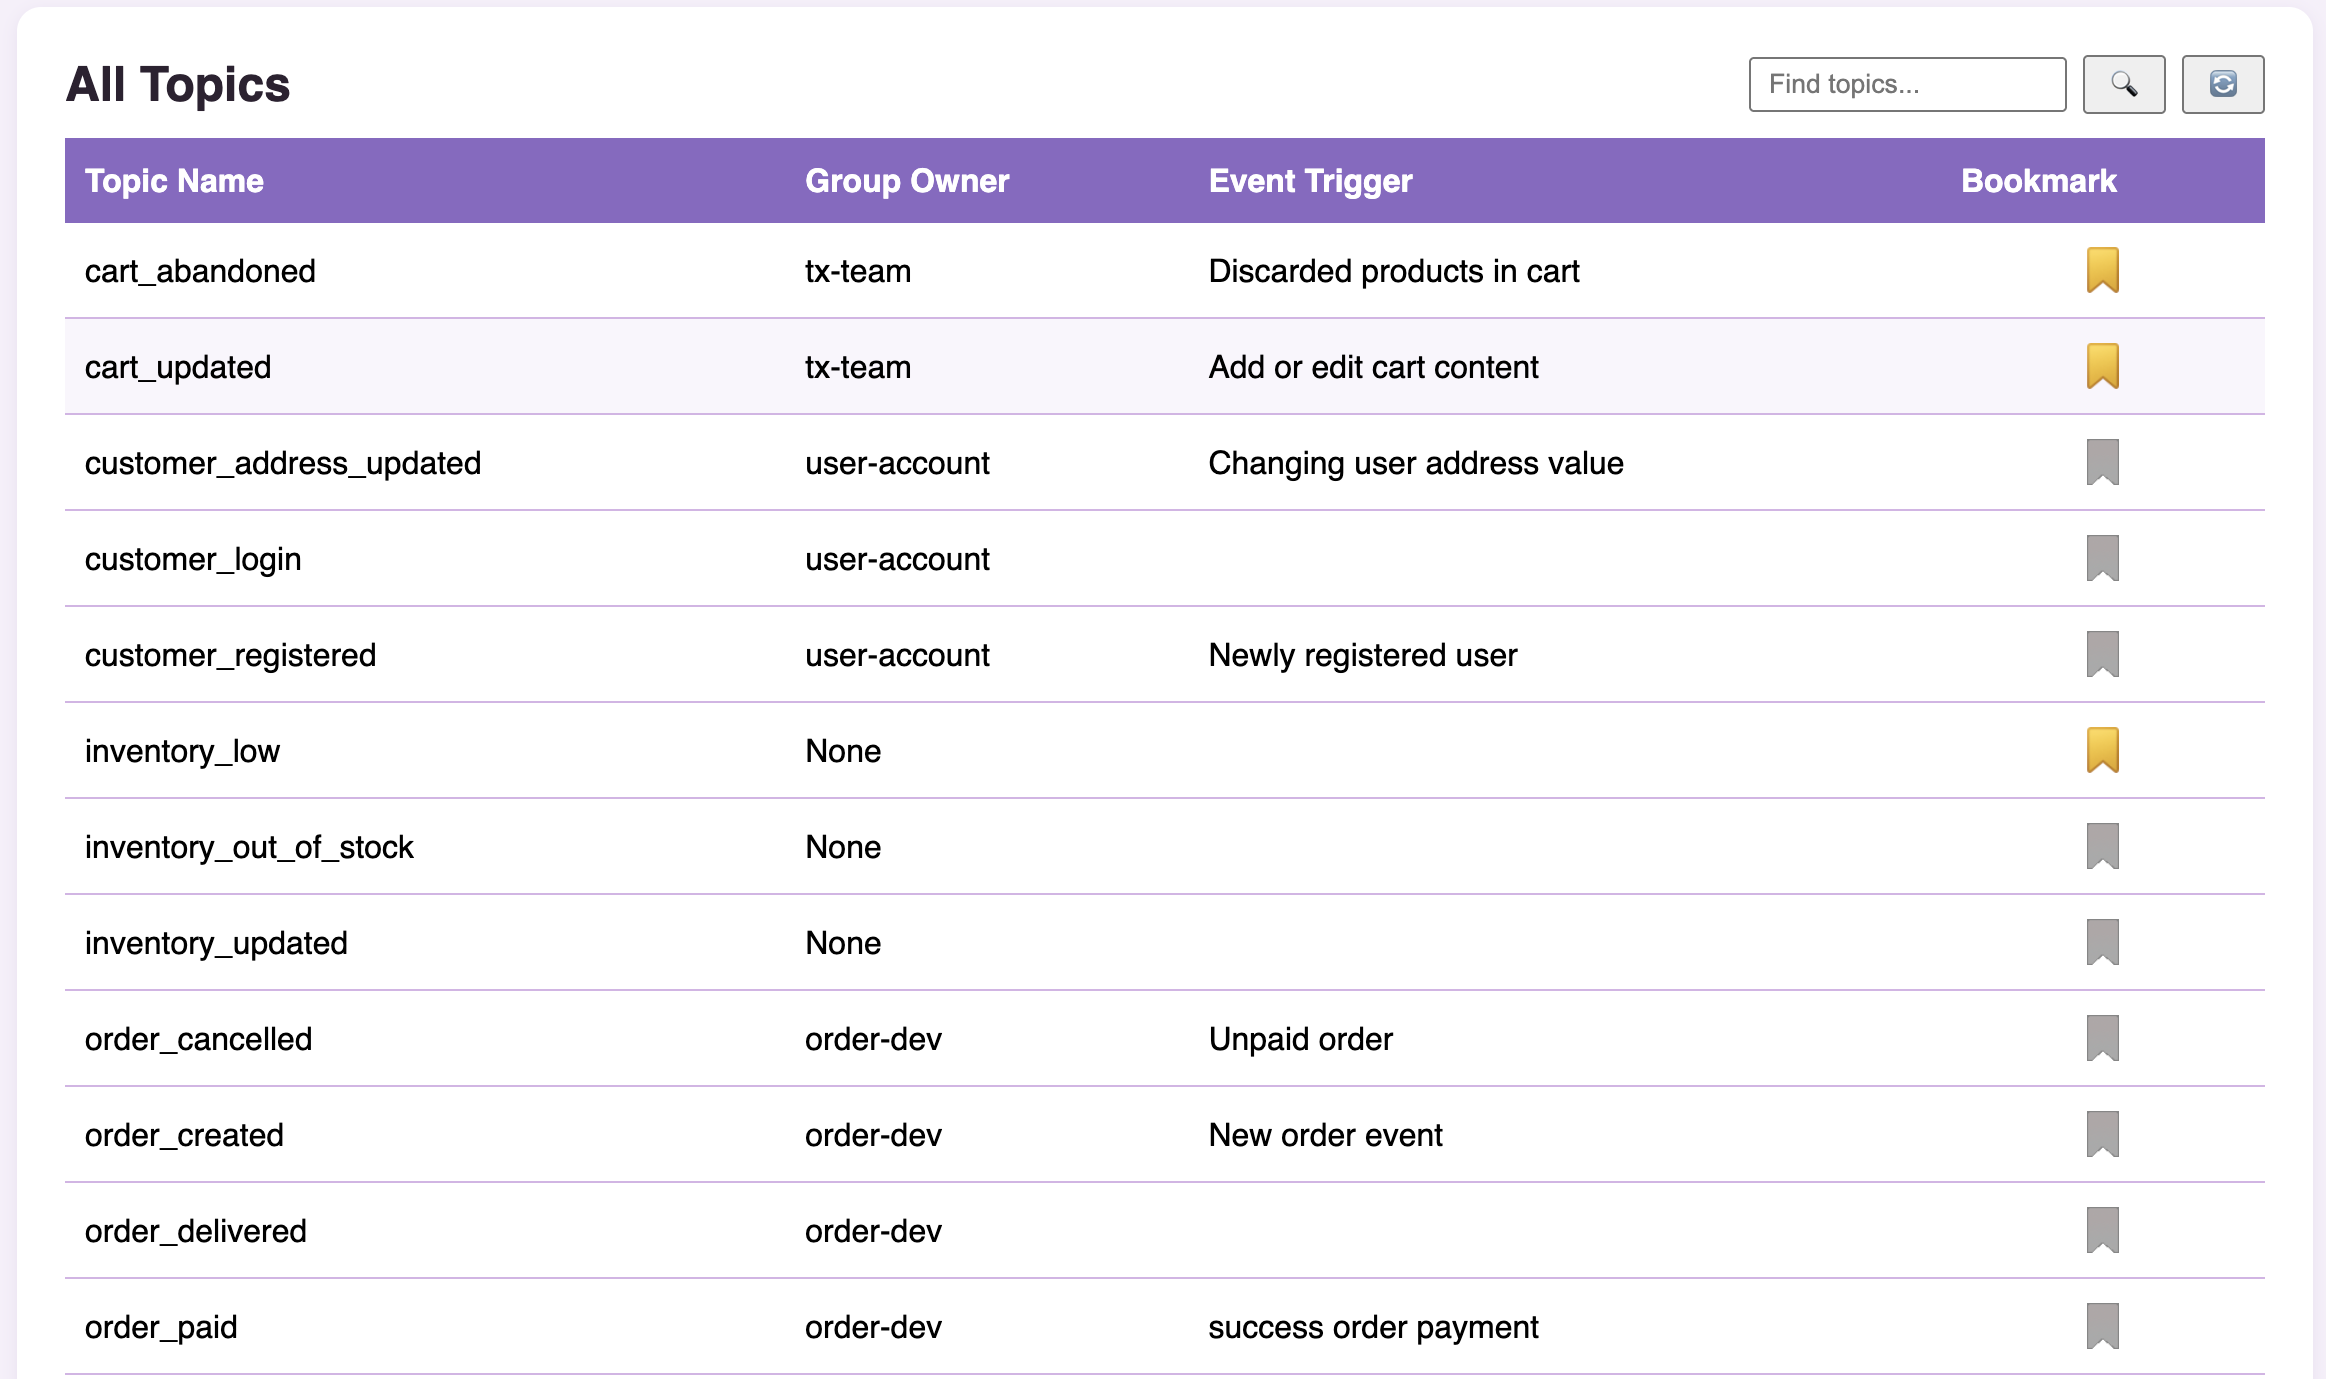 All Topics
Find topics...
Topic Name Group Owner Event Trigger Bookmark
cart_abandoned tx-team Discarded products in cart
cart_updated tx-team Add or edit cart content
customer_address_updated user-account Changing user address value
customer_login user-account
customer_registered user-account Newly registered user
inventory_low None
inventory_out_of_stock None
inventory_updated None
order_cancelled order-dev Unpaid order
order_created order-dev New order event
order_delivered order-dev
order_paid order-dev success order payment